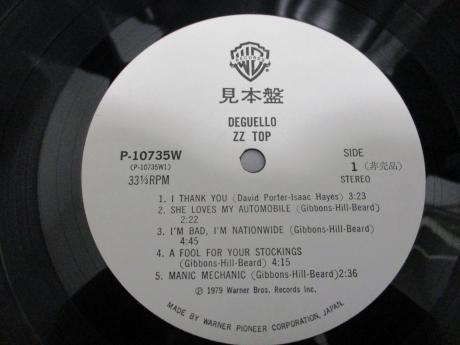 WB
RECORDS
見本盤
DEGUELLO
ZZ TOP
P-10735W
(P-10735W1)
33⅓RPM
SIDE
1 (非売品)
STEREO
1. I THANK YOU (David Porter-Isaac Hayes) 3:23
2. SHE LOVES MY AUTOMOBILE (Gibbons-Hill-Beard)
2:22
3. I'M BAD, I'M NATIONWIDE (Gibbons-Hill-Beard)
4:45
4. A FOOL FOR YOUR STOCKINGS
(Gibbons-Hill-Beard) 4:15
5. MANIC MECHANIC (Gibbons-Hill-Beard)2:36
Ⓟ 1979 Warner Bros. Records Inc.
MADE BY WARNER PIONEER CORPORATION, JAPAN.